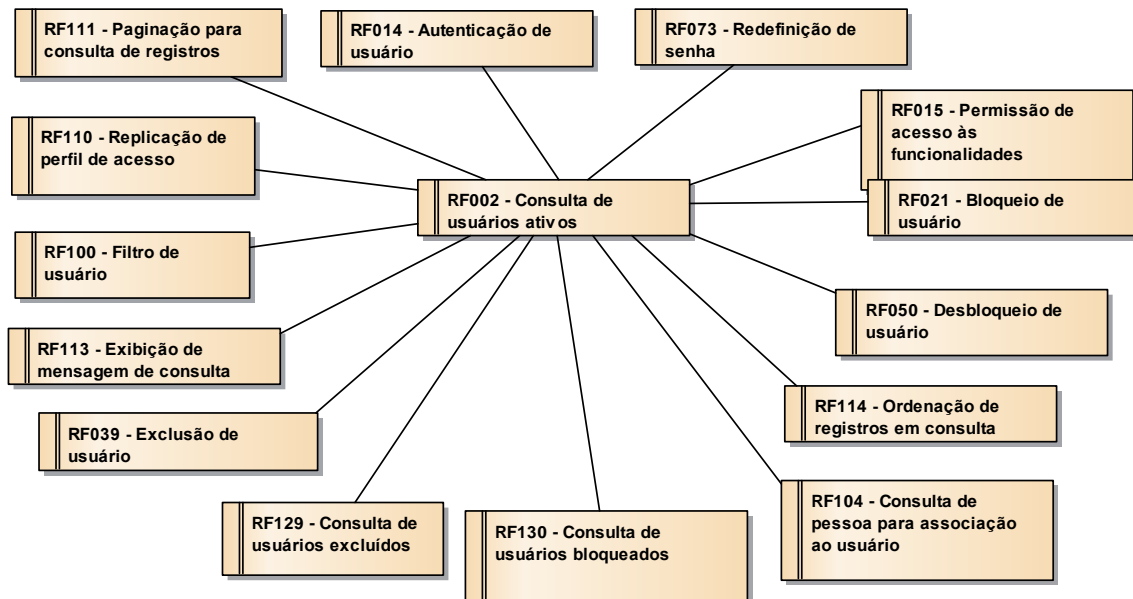 RF111 - Paginação para
consulta de registros
RF014 - Autenticação de
usuário
RF073 - Redefinição de
senha
RF015 - Permissão de
acesso às
funcionalidades
RF110 - Replicação de
perfil de acesso
RF002 - Consulta de
usuários ativos
RF021 - Bloqueio de
usuário
RF100 - Filtro de
usuário
RF050 - Desbloqueio de
usuário
RF113 - Exibição de
mensagem de consulta
RF114 - Ordenação de
registros em consulta
RF039 - Exclusão de
usuário
RF104 - Consulta de
pessoa para associação
ao usuário
RF129 - Consulta de
usuários excluídos
RF130 - Consulta de
usuários bloqueados